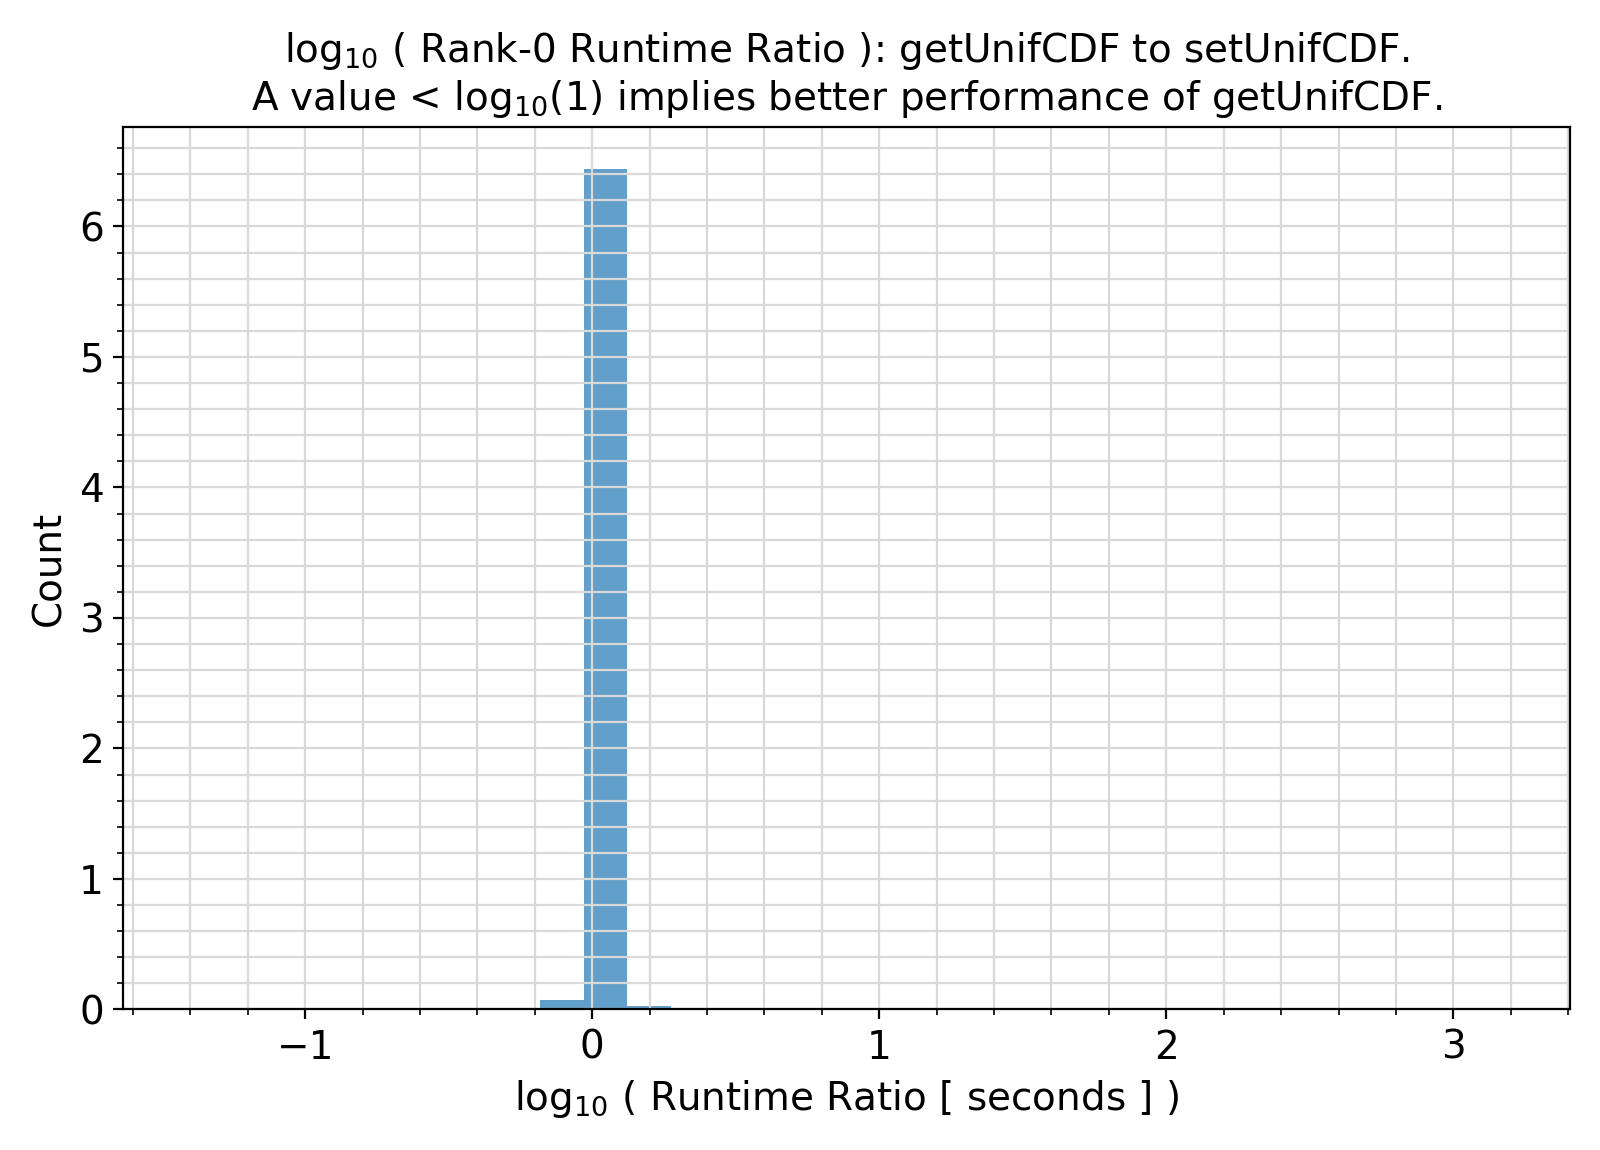 log₁₀ ( Rank-0 Runtime Ratio ): getUnifCDF to setUnifCDF.
A value < log₁₀(1) implies better performance of getUnifCDF.
6
5
4
3
2
1
0
Count
−1 0 1 2 3
log₁₀ ( Runtime Ratio [ seconds ] )